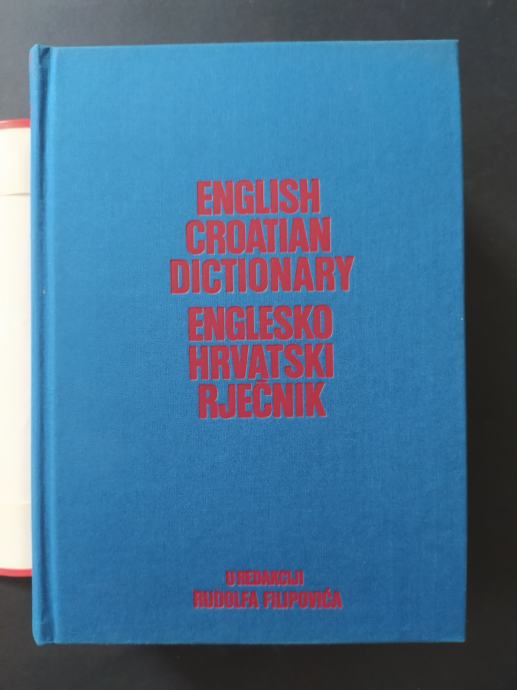 ENGLISH
CROATIAN
DICTIONARY
ENGLESKO
HRVATSKI
RJEČNIK
U REDAKCIJI
RUDOLFA FILIPOVIĆA